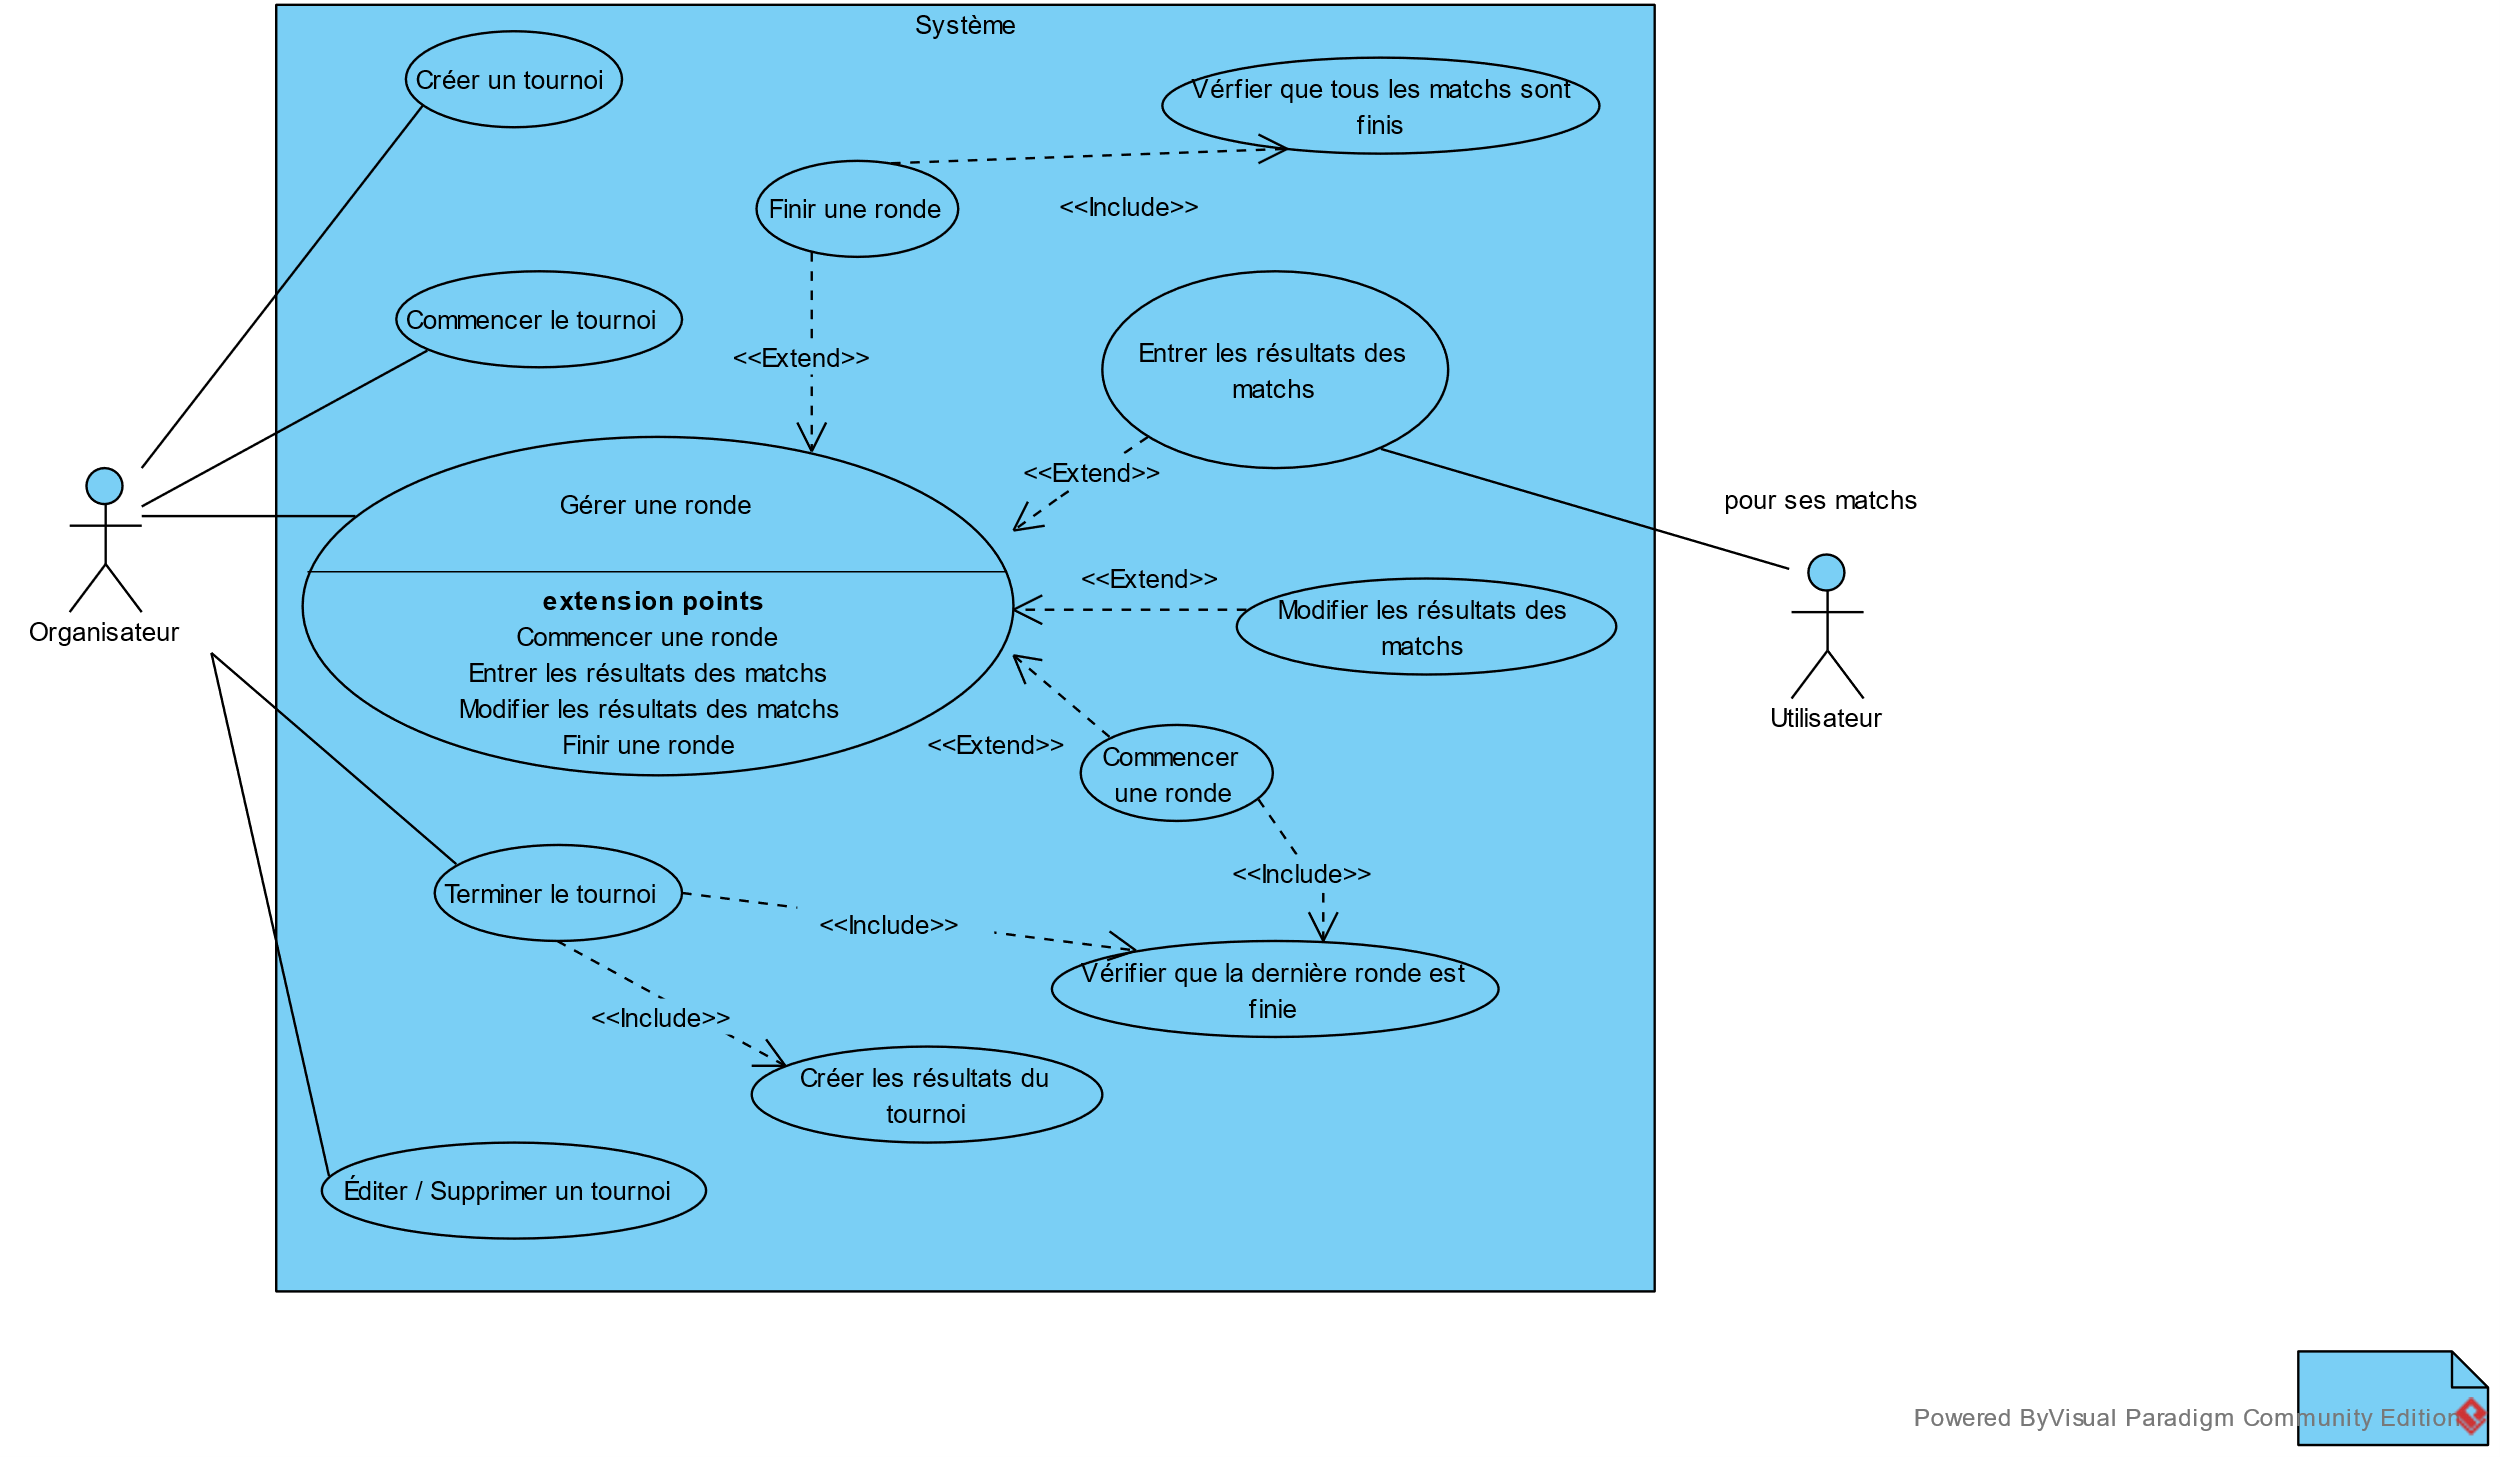 Système
Créer un tournoi
Vérfier que tous les matchs sont
finis
Finir une ronde
<<Include>>
Commencer le tournoi
<<Extend>>
Entrer les résultats des
matchs
<<Extend>>
pour ses matchs
Gérer une ronde
<<Extend>>
extension points
Commencer une ronde
Entrer les résultats des matchs
Modifier les résultats des matchs
Finir une ronde
Modifier les résultats des
matchs
Organisateur
Utilisateur
<<Extend>>
Commencer
une ronde
<<Include>>
Terminer le tournoi
<<Include>>
Vérifier que la dernière ronde est
finie
<<Include>>
Créer les résultats du
tournoi
Éditer / Supprimer un tournoi
Powered ByVisual Paradigm Community Edition